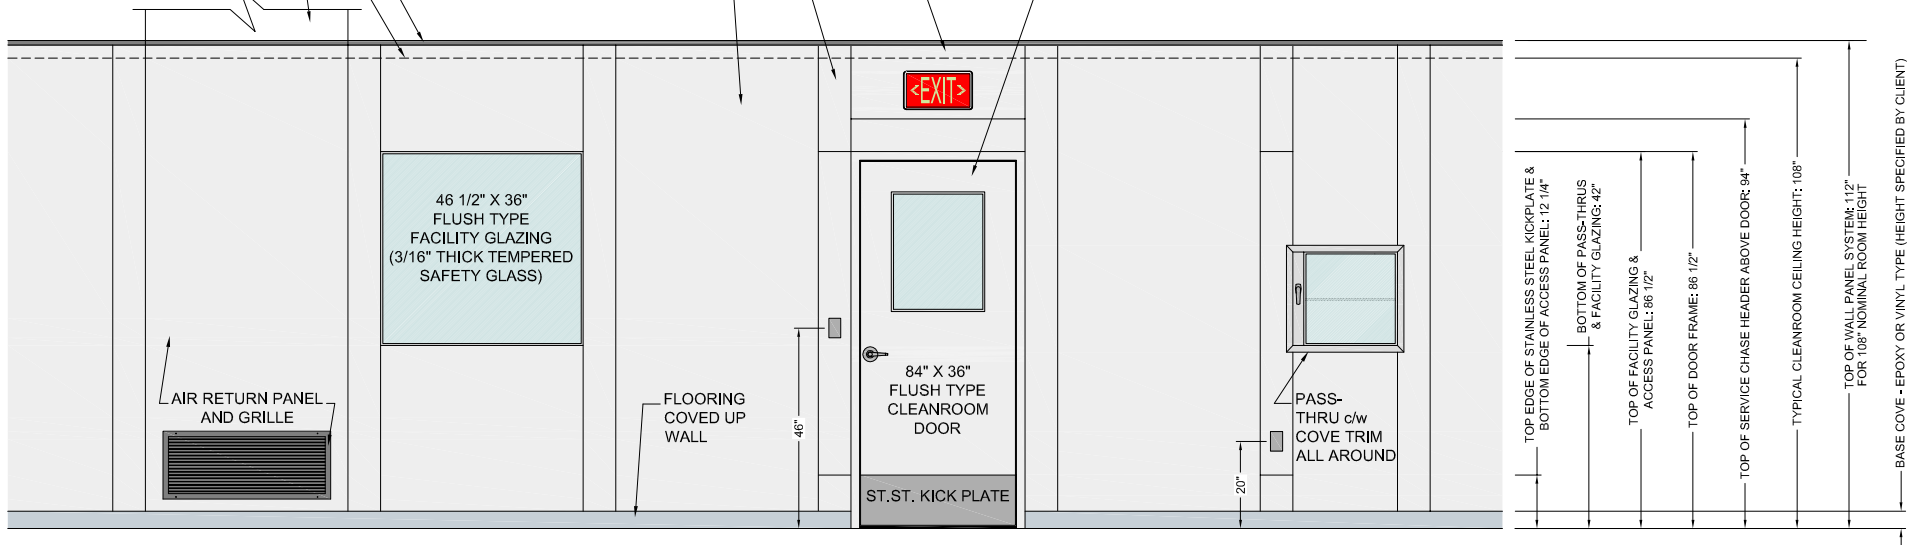 <EXIT>
46 1/2" X 36"
FLUSH TYPE
FACILITY GLAZING
(3/16" THICK TEMPERED
SAFETY GLASS)
AIR RETURN PANEL
AND GRILLE
FLOORING
COVED UP
WALL
46"
84" X 36"
FLUSH TYPE
CLEANROOM
DOOR
ST.ST. KICK PLATE
20"
PASS-
THRU c/w
COVE TRIM
ALL AROUND
TOP EDGE OF STAINLESS STEEL KICKPLATE &
BOTTOM EDGE OF ACCESS PANEL: 12 1/4"
BOTTOM OF PASS-THRUS
& FACILITY GLAZING: 42"
TOP OF FACILITY GLAZING &
ACCESS PANEL: 86 1/2"
TOP OF DOOR FRAME: 86 1/2"
TOP OF SERVICE CHASE HEADER ABOVE DOOR: 94"
TYPICAL CLEANROOM CEILING HEIGHT: 108"
TOP OF WALL PANEL SYSTEM: 112"
FOR 108" NOMINAL ROOM HEIGHT
BASE COVE - EPOXY OR VINYL TYPE (HEIGHT SPECIFIED BY CLIENT)